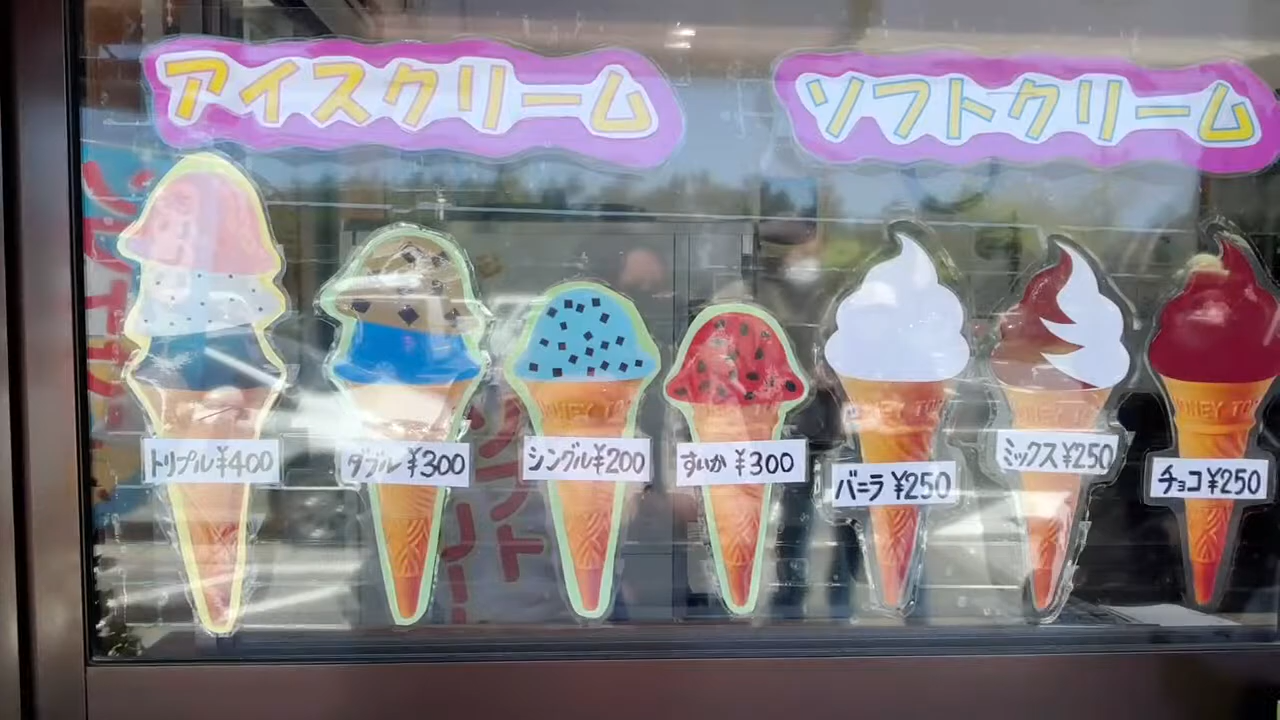 アイスクリーム
ソフトクリーム
トリプル¥400
ダブル¥300
シングル¥200
すいか ¥300
バニラ ¥250
ミックス¥250
チョコ¥250